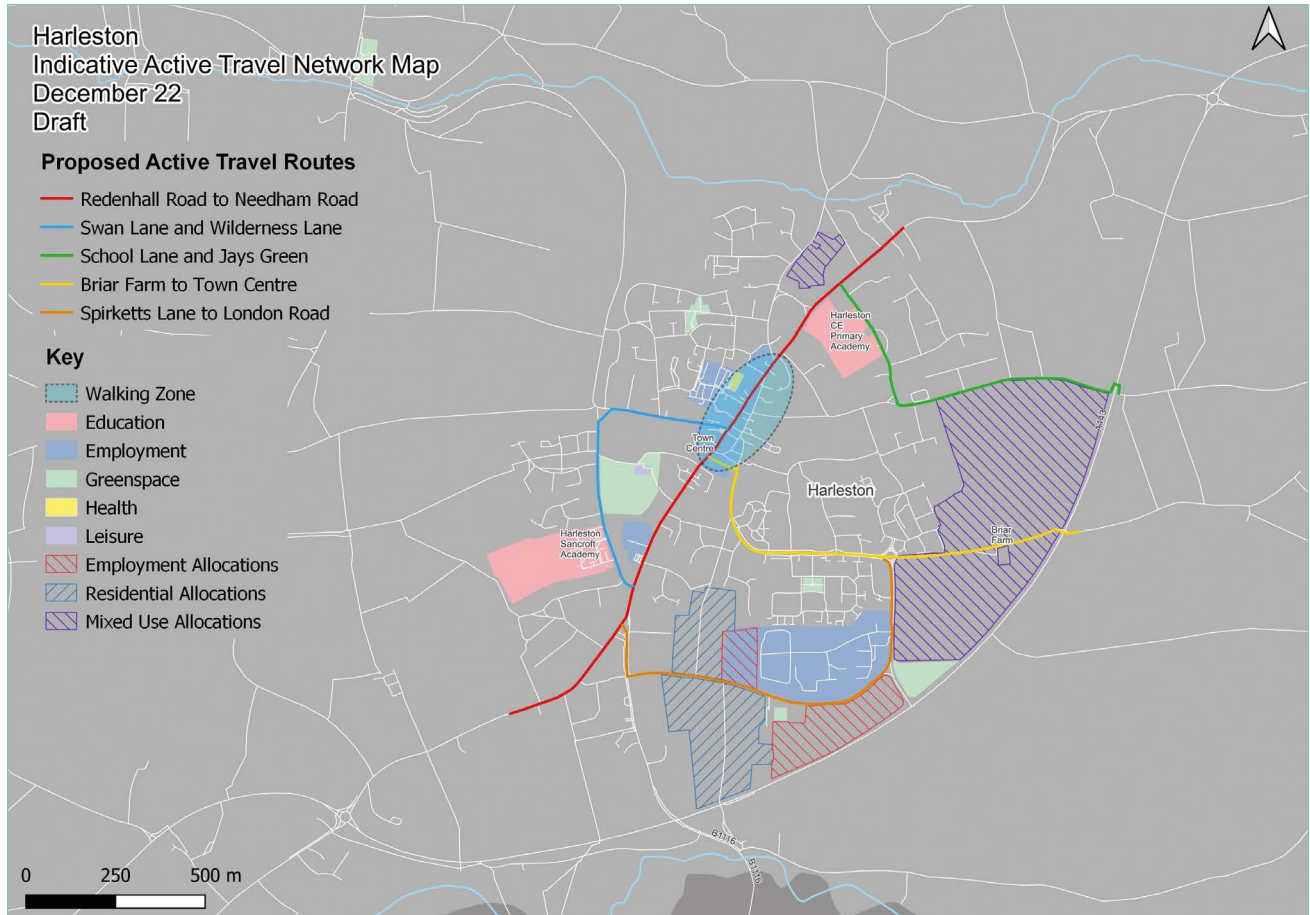 Harleston
Indicative Active Travel Network Map
December 22
Draft
Proposed Active Travel Routes
Redenhall Road to Needham Road
Swan Lane and Wilderness Lane
School Lane and Jays Green
Briar Farm to Town Centre
Spirketts Lane to London Road
Key
Walking Zone
Education
Employment
Greenspace
Health
Leisure
Employment Allocations
Residential Allocations
Mixed Use Allocations
Harleston
CE
Primary
Academy
Town
Centre
Harleston
Briar
Farm
Harleston
Sancroft
Academy
B1116
B1116
0 250 500 m